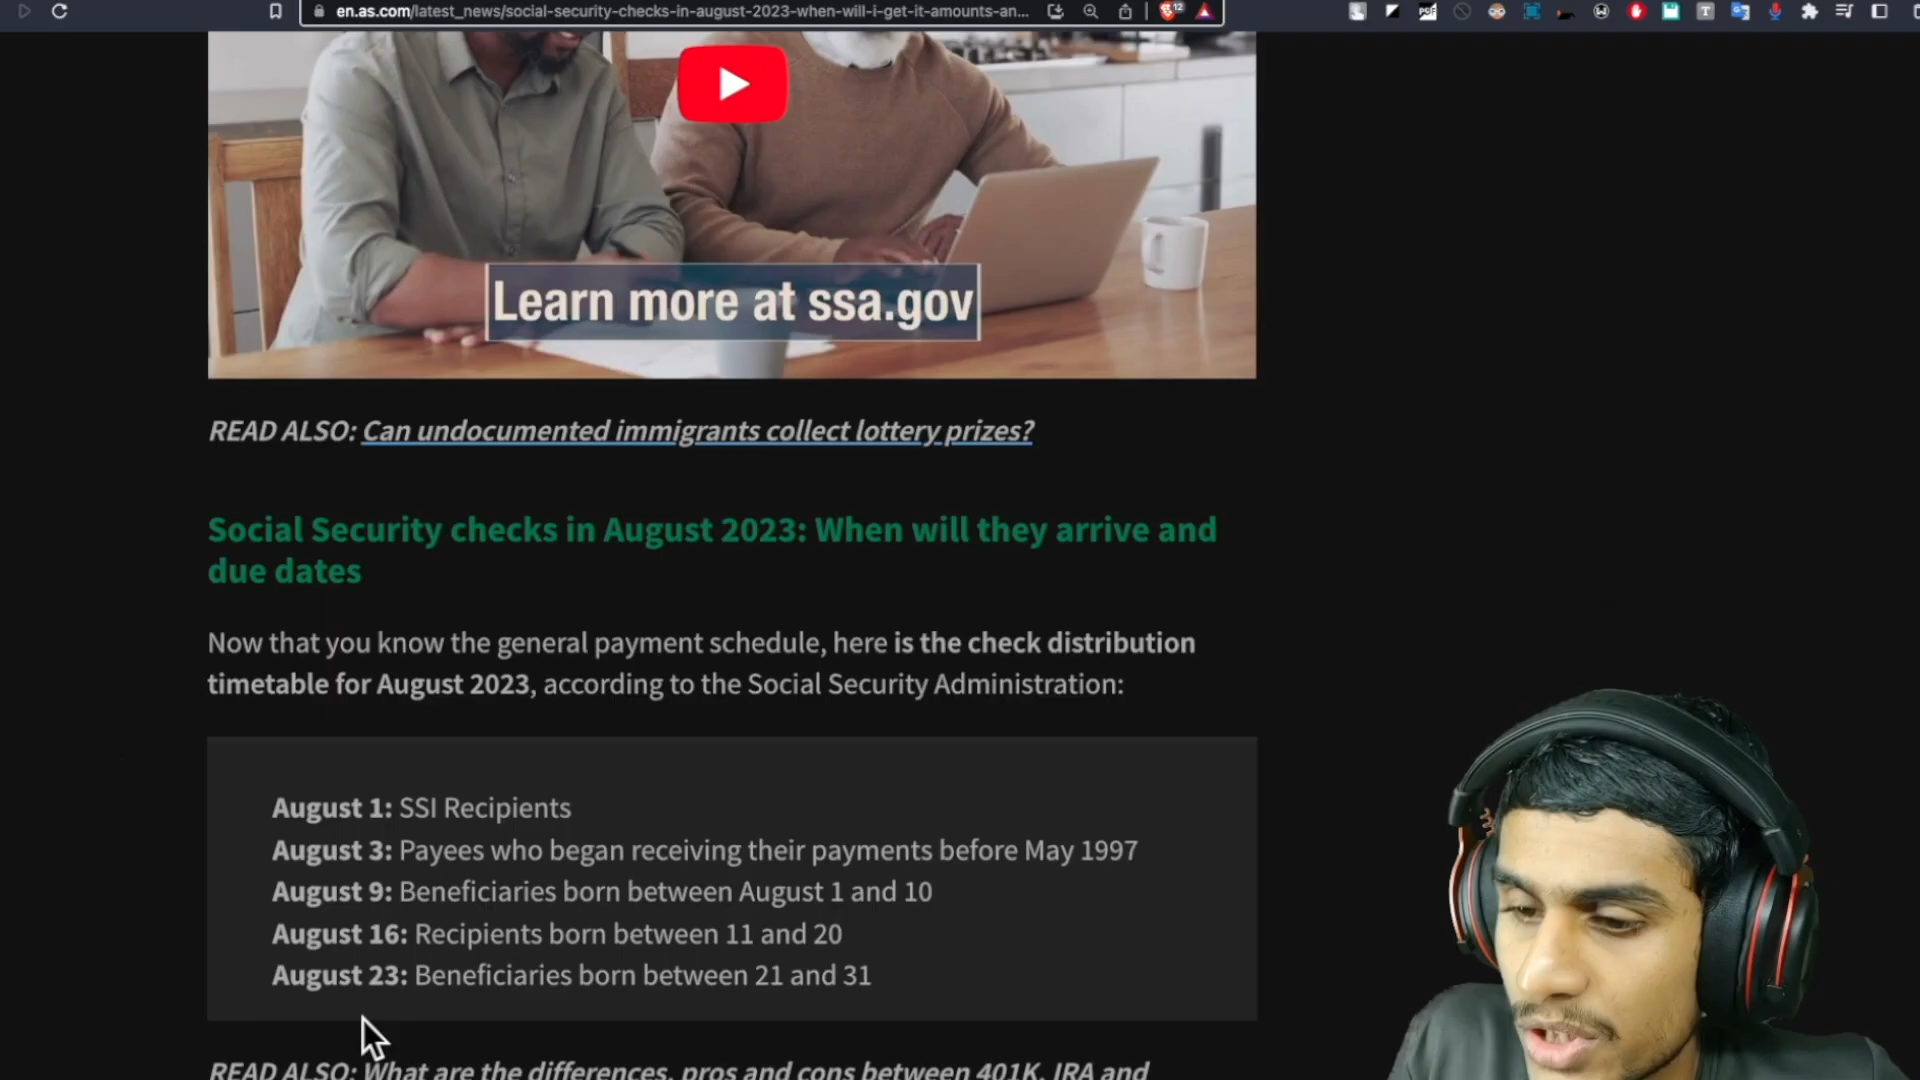 en.as.com/latest_news/social-security-checks-in-august-2023-when-will-i-get-it-amounts-an...
12
PDF
T
Learn more at ssa.gov
READ ALSO: Can undocumented immigrants collect lottery prizes?
Social Security checks in August 2023: When will they arrive and
due dates
Now that you know the general payment schedule, here is the check distribution
timetable for August 2023, according to the Social Security Administration:
August 1: SSI Recipients
August 3: Payees who began receiving their payments before May 1997
August 9: Beneficiaries born between August 1 and 10
August 16: Recipients born between 11 and 20
August 23: Beneficiaries born between 21 and 31
READ ALSO: What are the differences, pros and cons between 401K, IRA and